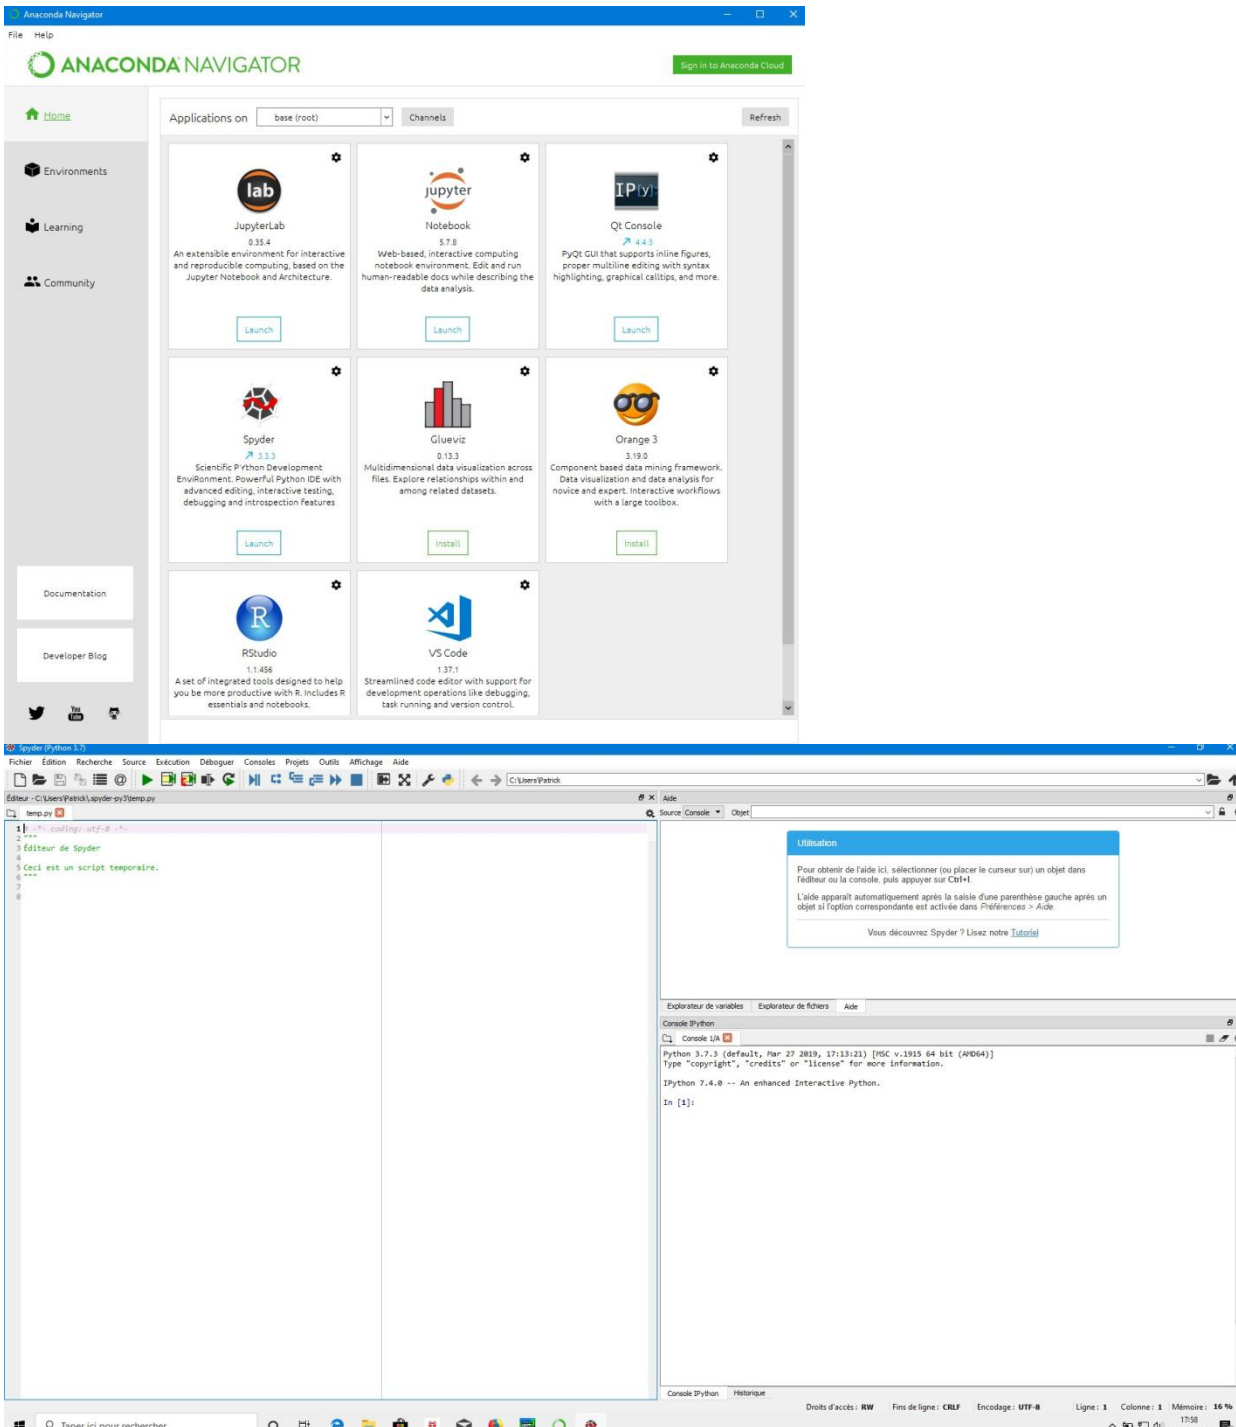 Anaconda Navigator
File Help
ANACONDA NAVIGATOR
Sign in to Anaconda Cloud
Home
Environments
Learning
Community
Documentation
Developer Blog
You
Tube
Applications on base (root) Channels Refresh
lab
JupyterLab
0.35.4
An extensible environment for interactive
and reproducible computing, based on the
Jupyter Notebook and Architecture.
Launch
jupyter
Notebook
5.7.8
Web-based, interactive computing
notebook environment. Edit and run
human-readable docs while describing the
data analysis.
Launch
IP[y]:
Qt Console
4.4.3
PyQt GUI that supports inline figures,
proper multiline editing with syntax
highlighting, graphical calltips, and more.
Launch
Spyder
3.3.3
Scientific PYthon Development
EnviRonment. Powerful Python IDE with
advanced editing, interactive testing,
debugging and introspection features
Launch
Glueviz
0.13.3
Multidimensional data visualization across
files. Explore relationships within and
among related datasets.
Install
Orange 3
3.19.0
Component based data mining framework.
Data visualization and data analysis for
novice and expert. Interactive workflows
with a large toolbox.
Install
R
RStudio
1.1.456
A set of integrated tools designed to help
you be more productive with R. Includes R
essentials and notebooks.
VS Code
1.37.1
Streamlined code editor with support for
development operations like debugging,
task running and version control.
Spyder (Python 3.7)
Fichier Édition Recherche Source Exécution Déboguer Consoles Projets Outils Affichage Aide
C:\Users\Patrick
Éditeur - C:\Users\Patrick\.spyder-py3\temp.py
temp.py
1 # -*- coding: utf-8 -*-
2 """
3 Éditeur de Spyder
4
5 Ceci est un script temporaire.
6 """
7
8
Aide
Source Console Objet
Utilisation
Pour obtenir de l'aide ici, sélectionner (ou placer le curseur sur) un objet dans
l'éditeur ou la console, puis appuyer sur Ctrl+I.
L'aide apparaît automatiquement après la saisie d'une parenthèse gauche après un
objet si l'option correspondante est activée dans Préférences > Aide.
Vous découvrez Spyder ? Lisez notre Tutoriel
Explorateur de variables Explorateur de fichiers Aide
Console IPython
Console 1/A
Python 3.7.3 (default, Mar 27 2019, 17:13:21) [MSC v.1915 64 bit (AMD64)]
Type "copyright", "credits" or "license" for more information.
IPython 7.4.0 -- An enhanced Interactive Python.
In [1]:
Console IPython Historique
Droits d'accès : RW Fins de ligne : CRLF Encodage : UTF-8 Ligne : 1 Colonne : 1 Mémoire : 16 %
Taper ici pour rechercher
17:58